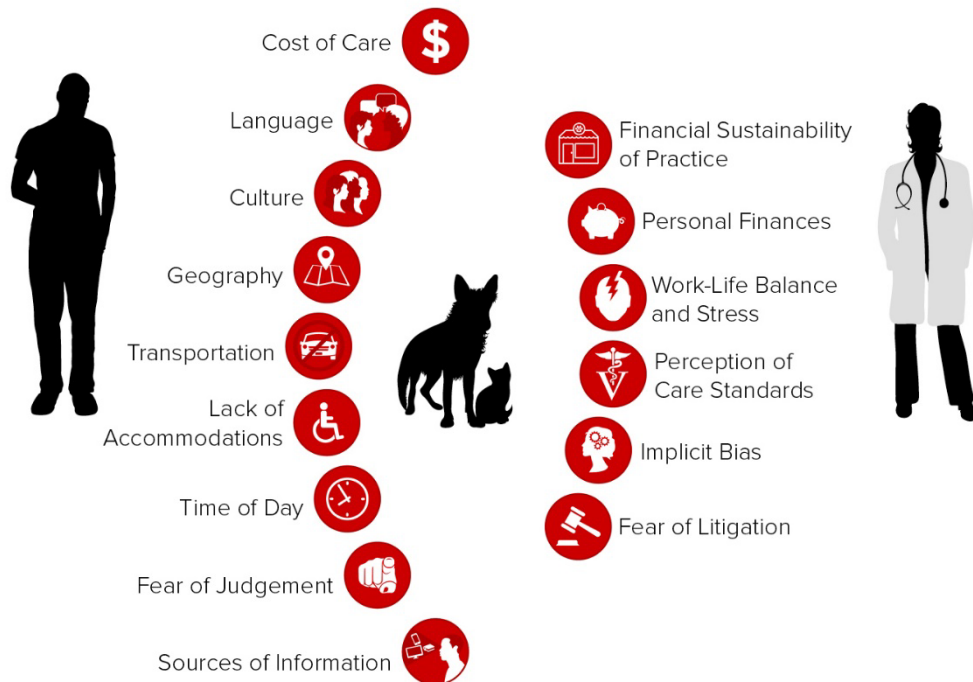 Cost of Care
$
Language
Culture
Geography
Transportation
Lack of
Accommodations
Time of Day
Fear of Judgement
Sources of Information
Financial Sustainability
of Practice
Personal Finances
Work-Life Balance
and Stress
Perception of
Care Standards
V
Implicit Bias
Fear of Litigation